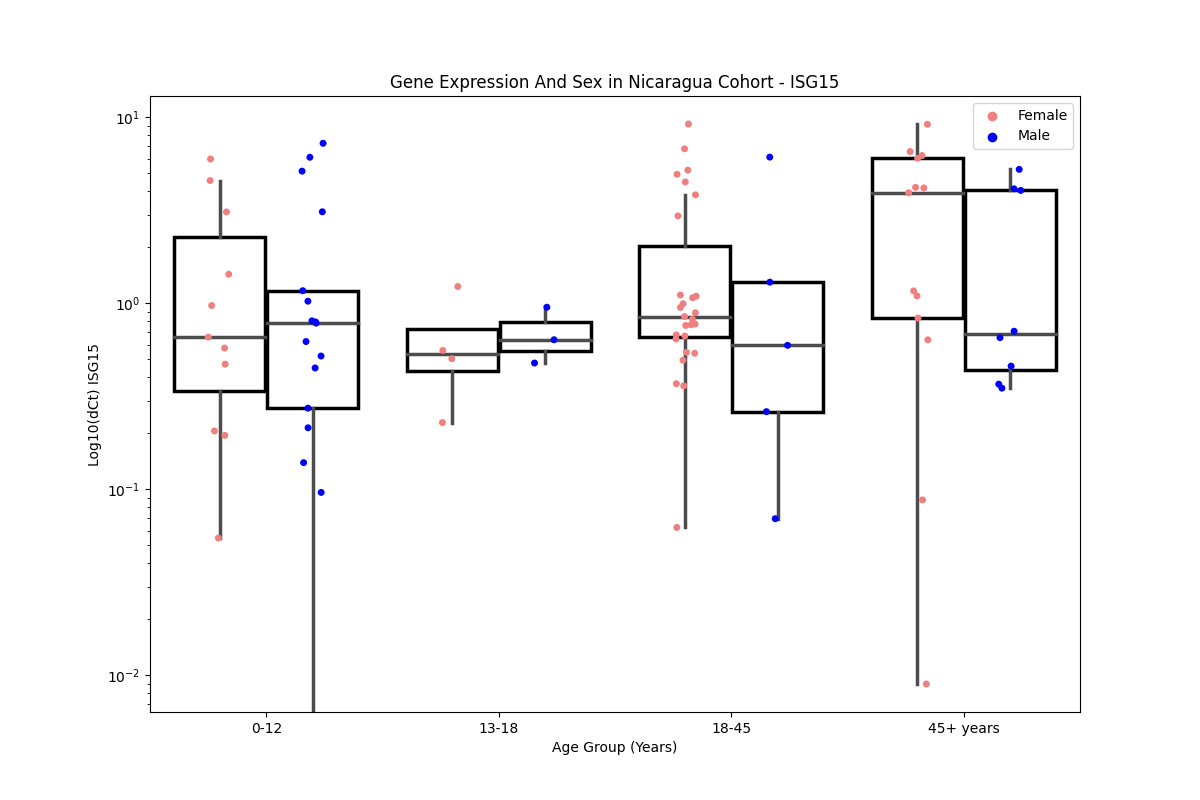 Gene Expression And Sex in Nicaragua Cohort - ISG15
Female
Male
Log10(dCt) ISG15
10¹
10⁰
10⁻¹
10⁻²
0-12
13-18
18-45
45+ years
Age Group (Years)